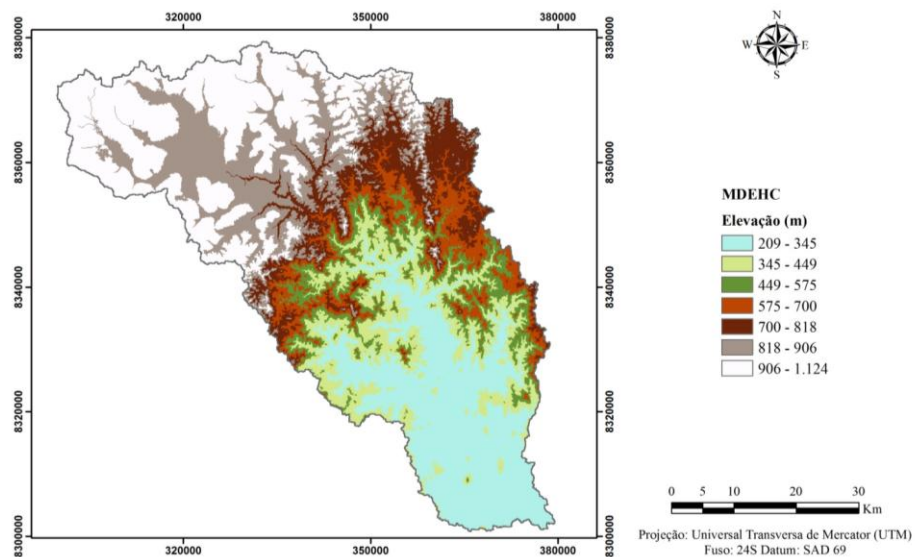 320000 350000 380000
8380000
8360000
8340000
8320000
8300000
8380000
8360000
8340000
8320000
8300000
320000 350000 380000
N
W E
S
MDEHC
Elevação (m)
209 - 345
345 - 449
449 - 575
575 - 700
700 - 818
818 - 906
906 - 1.124
0 5 10 20 30
Km
Projeção: Universal Transversa de Mercator (UTM)
Fuso: 24S Datum: SAD 69